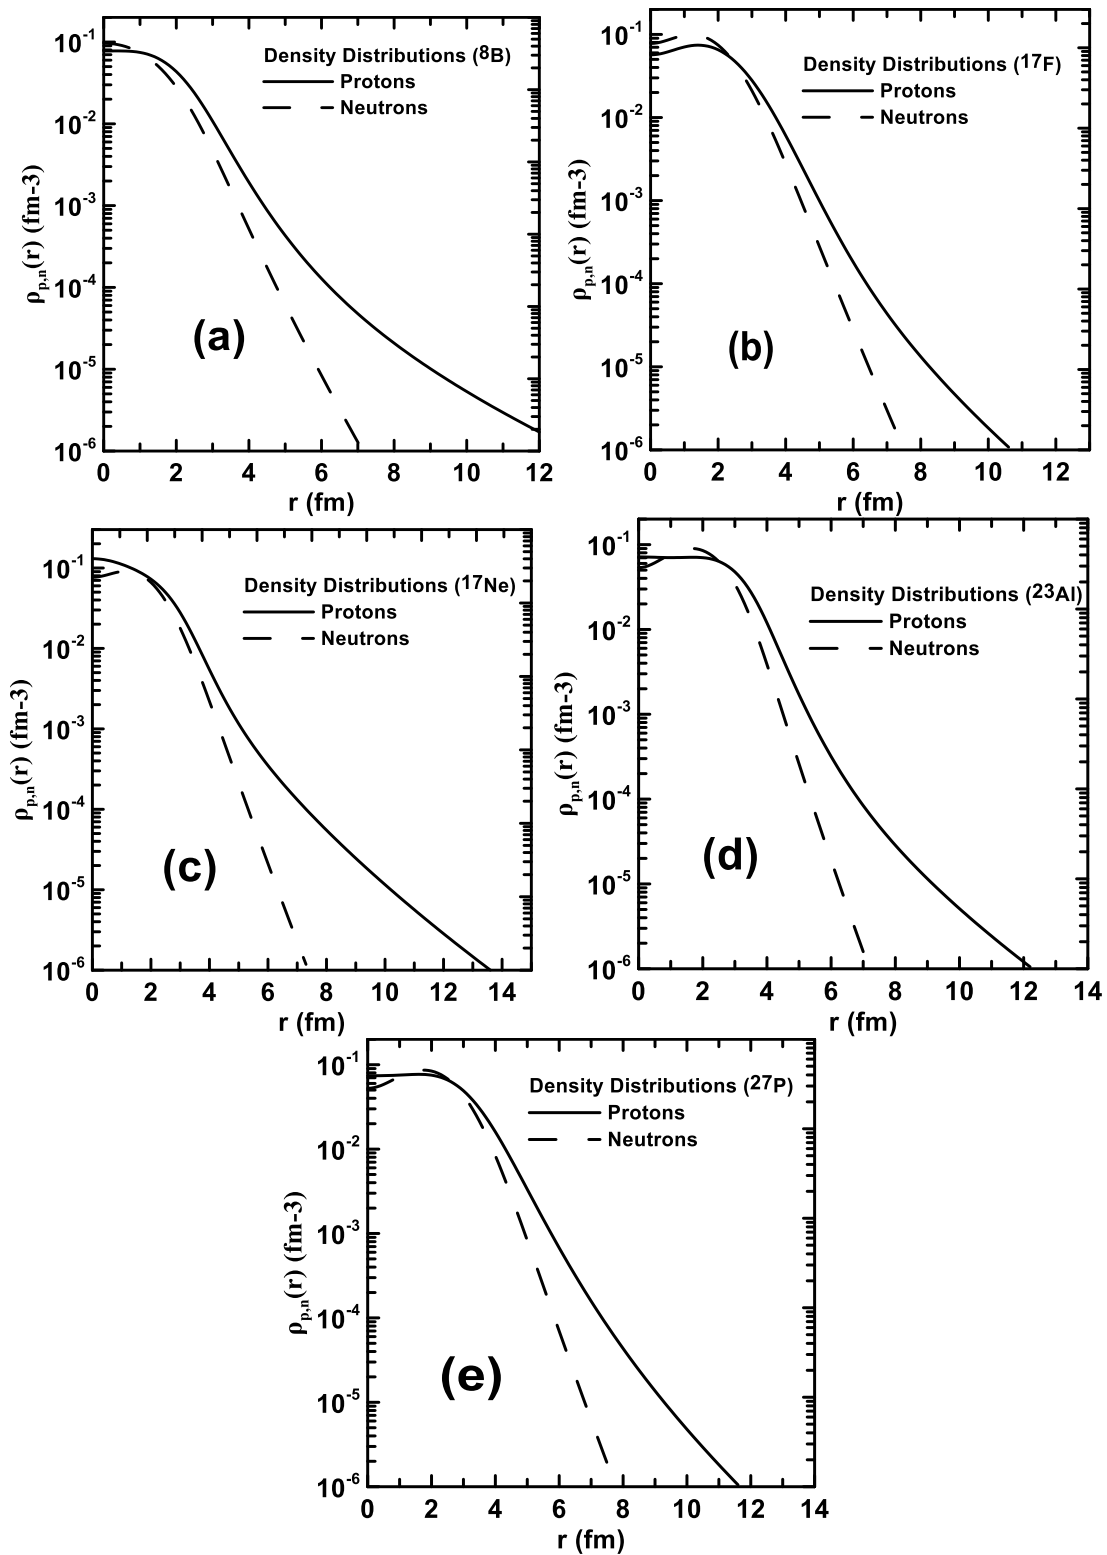 Density Distributions (⁸B)
Protons
Neutrons
ρp,n(r) (fm-3)
10⁻¹
10⁻²
10⁻³
10⁻⁴
10⁻⁵
10⁻⁶
(a)
0 2 4 6 8 10 12
r (fm)
Density Distributions (¹⁷F)
Protons
Neutrons
ρp,n(r) (fm-3)
10⁻¹
10⁻²
10⁻³
10⁻⁴
10⁻⁵
10⁻⁶
(b)
0 2 4 6 8 10 12
r (fm)
Density Distributions (¹⁷Ne)
Protons
Neutrons
ρp,n(r) (fm-3)
10⁻¹
10⁻²
10⁻³
10⁻⁴
10⁻⁵
10⁻⁶
(c)
0 2 4 6 8 10 12 14
r (fm)
Density Distributions (²³Al)
Protons
Neutrons
ρp,n(r) (fm-3)
10⁻¹
10⁻²
10⁻³
10⁻⁴
10⁻⁵
10⁻⁶
(d)
0 2 4 6 8 10 12 14
r (fm)
Density Distributions (²⁷P)
Protons
Neutrons
ρp,n(r) (fm-3)
10⁻¹
10⁻²
10⁻³
10⁻⁴
10⁻⁵
10⁻⁶
(e)
0 2 4 6 8 10 12 14
r (fm)